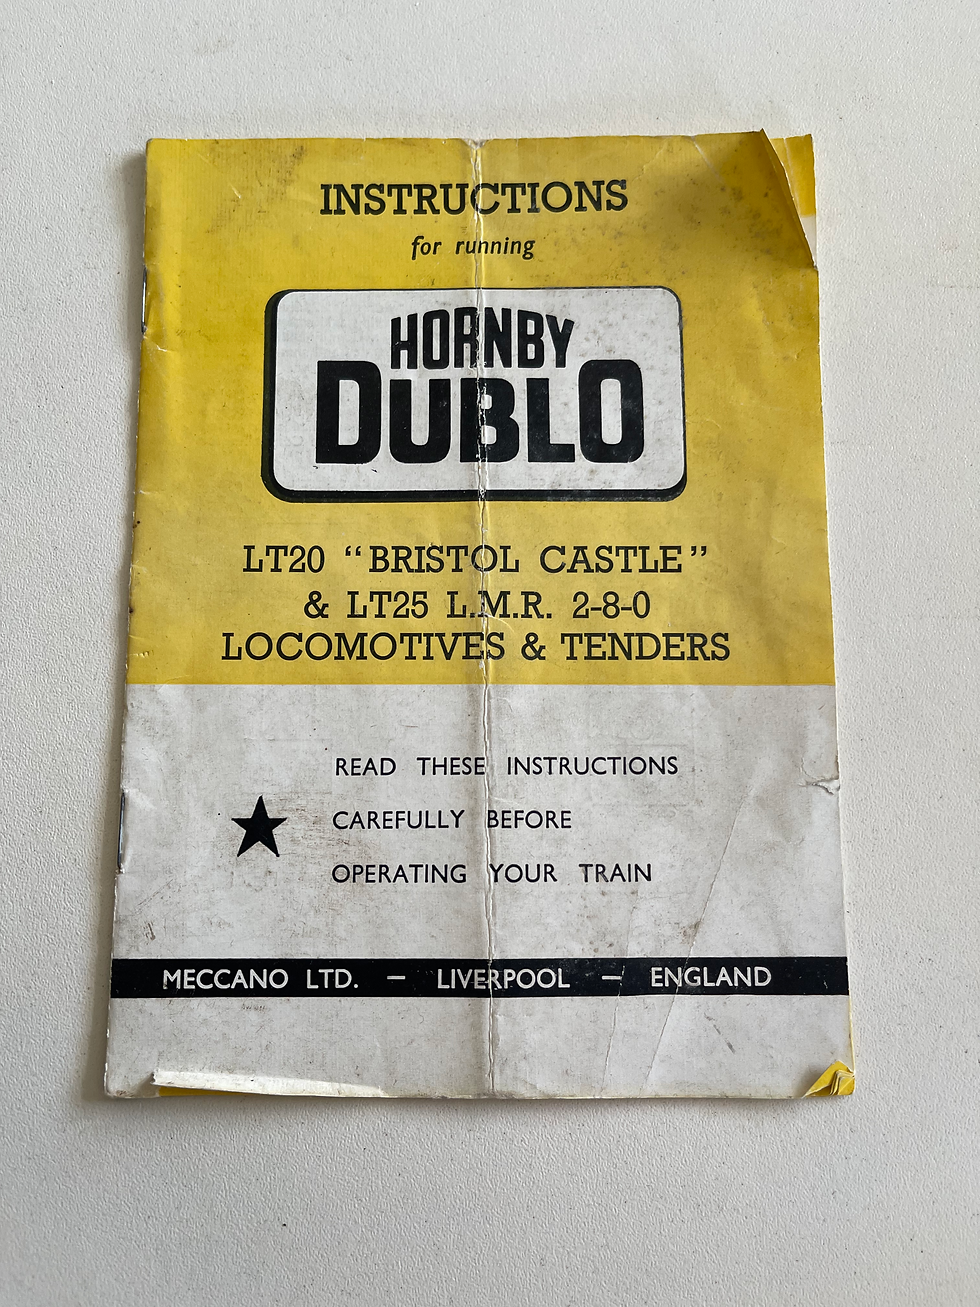 INSTRUCTIONS
for running
HORNBY
DUBLO
LT20 “BRISTOL CASTLE”
& LT25 L.M.R. 2-8-0
LOCOMOTIVES & TENDERS
READ THESE INSTRUCTIONS
CAREFULLY BEFORE
OPERATING YOUR TRAIN
MECCANO LTD. – LIVERPOOL – ENGLAND